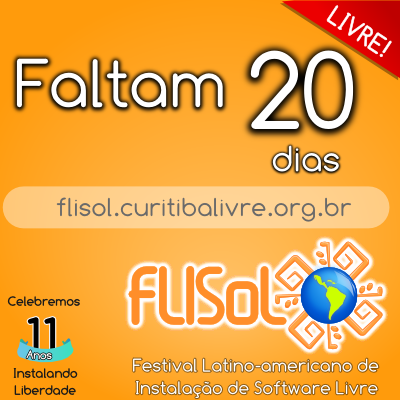 LIVRE!
Faltam 20
dias
flisol.curitibalivre.org.br
FLISoL
Celebremos
11
Anos
Instalando
Liberdade
Festival Latino-americano de
Instalação de Software Livre